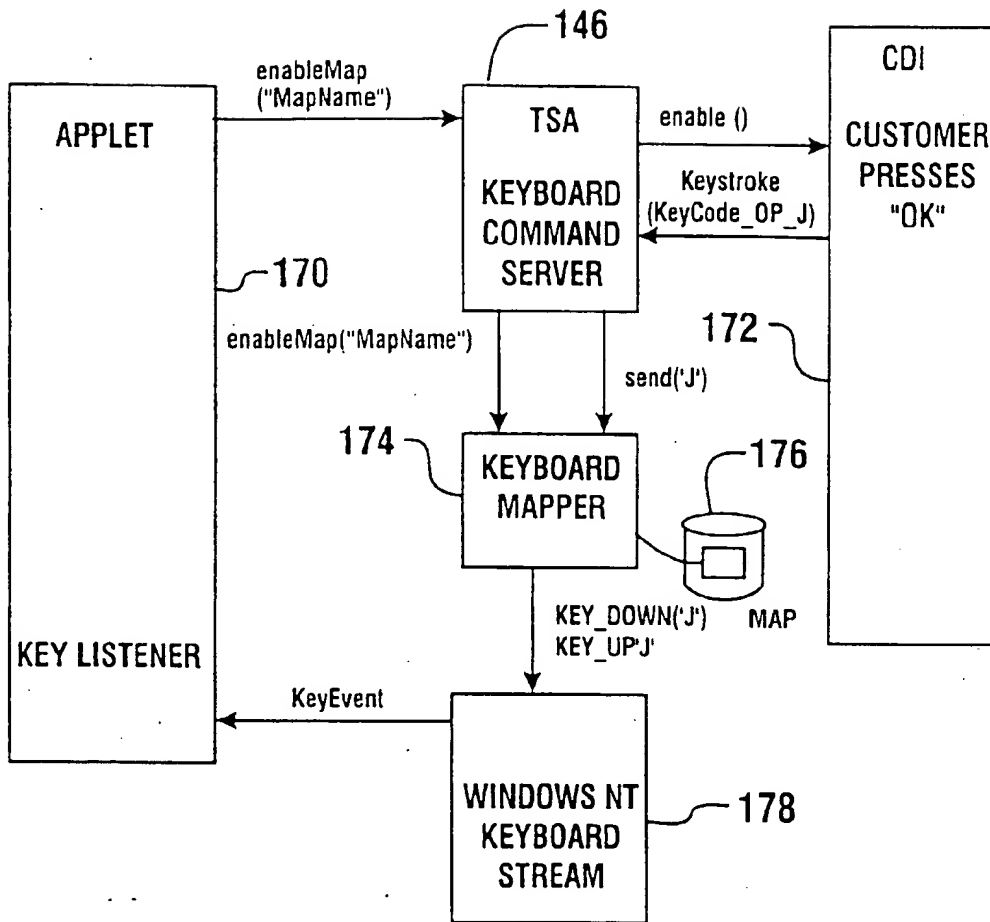 146
enableMap
("MapName")
APPLET
TSA
KEYBOARD
COMMAND
SERVER
enable ()
Keystroke
(KeyCode_OP_J)
CDI
CUSTOMER
PRESSES
"OK"
170
enableMap("MapName")
send('J')
172
174
KEYBOARD
MAPPER
176
MAP
KEY_DOWN('J')
KEY_UP'J'
KEY LISTENER
KeyEvent
WINDOWS NT
KEYBOARD
STREAM
178